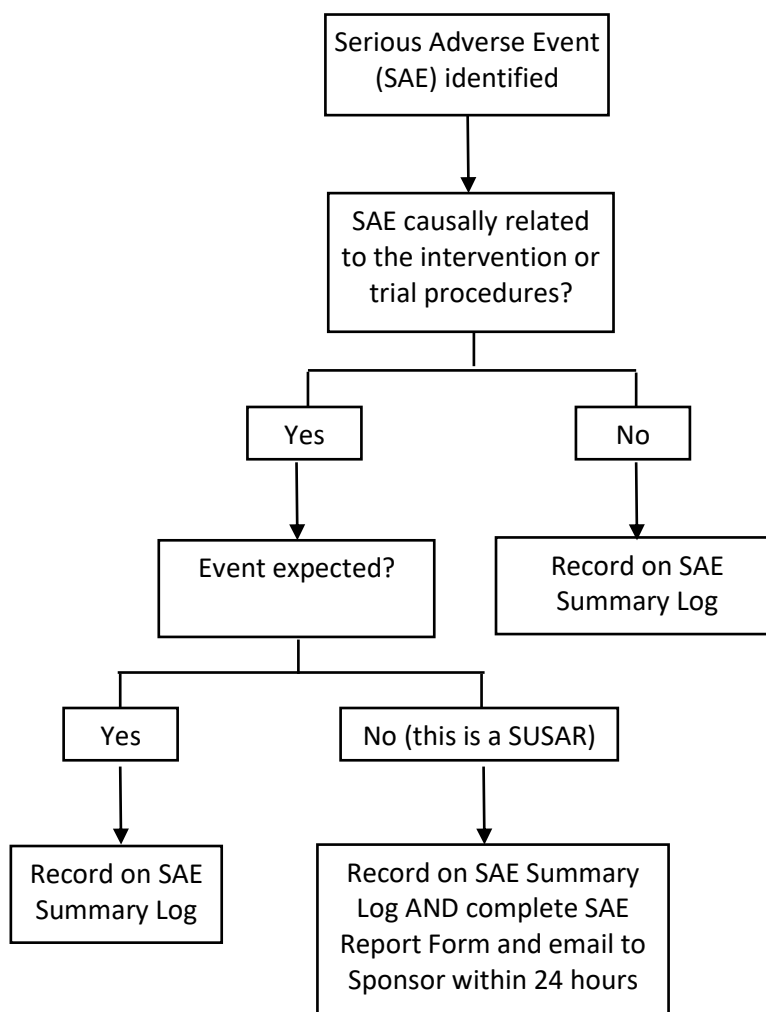 Serious Adverse Event
(SAE) identified
SAE causally related
to the intervention or
trial procedures?
Yes
No
Event expected?
Record on SAE
Summary Log
Yes
No (this is a SUSAR)
Record on SAE
Summary Log
Record on SAE Summary
Log AND complete SAE
Report Form and email to
Sponsor within 24 hours